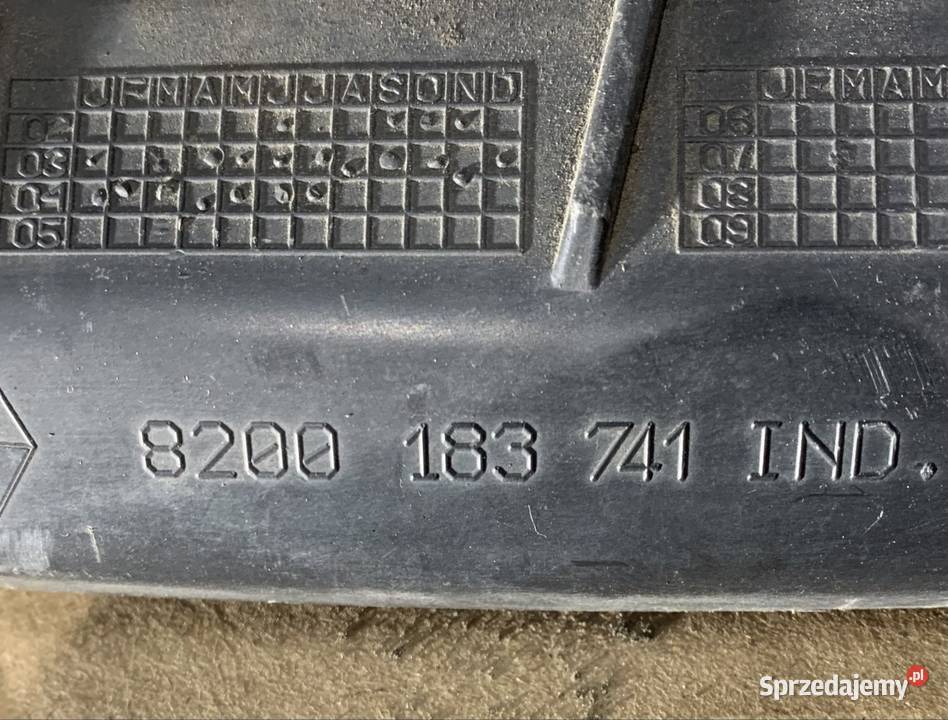 JFMAMJJASOND
02
03
04
05
JFMAM
06
07
08
09
8200 183 741 IND.
Sprzedajemy.pl